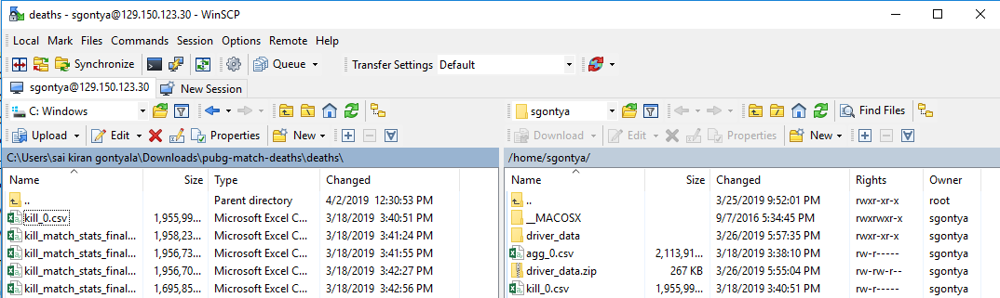 deaths - sgontya@129.150.123.30 - WinSCP
Local Mark Files Commands Session Options Remote Help
Synchronize Queue Transfer Settings Default
sgontya@129.150.123.30 New Session
C: Windows sgontya Find Files
Upload Edit Properties New Download Edit Properties New
C:\Users\sai kiran gontyala\Downloads\pubg-match-deaths\deaths\ /home/sgontya/
Name Size Type Changed Name Size Changed Rights Owner
.. Parent directory 4/2/2019 12:30:53 PM .. 3/25/2019 9:52:01 PM rwxr-xr-x root
kill_0.csv 1,955,99... Microsoft Excel C... 3/18/2019 3:40:51 PM __MACOSX 9/7/2016 5:34:45 PM rwxrwxr-x sgontya
kill_match_stats_final... 1,958,23... Microsoft Excel C... 3/18/2019 3:41:24 PM driver_data 3/26/2019 5:57:35 PM rwxr-xr-x sgontya
kill_match_stats_final... 1,956,73... Microsoft Excel C... 3/18/2019 3:41:55 PM agg_0.csv 2,113,91... 3/18/2019 3:38:10 PM rw-r----- sgontya
kill_match_stats_final... 1,956,70... Microsoft Excel C... 3/18/2019 3:42:27 PM driver_data.zip 267 KB 3/26/2019 5:55:04 PM rw-rw-r-- sgontya
kill_match_stats_final... 1,695,85... Microsoft Excel C... 3/18/2019 3:42:56 PM kill_0.csv 1,955,99... 3/18/2019 3:40:51 PM rw-r----- sgontya